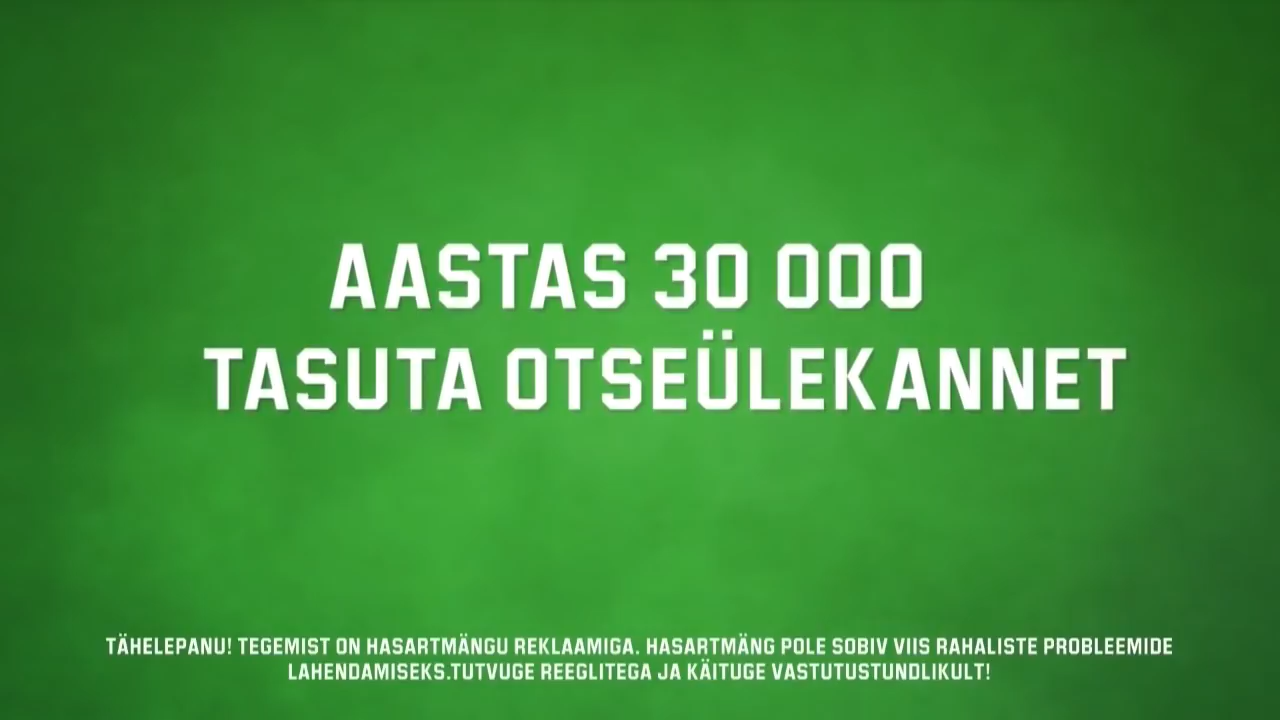 AASTAS 30 000
TASUTA OTSEÜLEKANNET
TÄHELEPANU! TEGEMIST ON HASARTMÄNGU REKLAAMIGA. HASARTMÄNG POLE SOBIV VIIS RAHALISTE PROBLEEMIDE
LAHENDAMISEKS.TUTVUGE REEGLITEGA JA KÄITUGE VASTUTUSTUNDLIKULT!